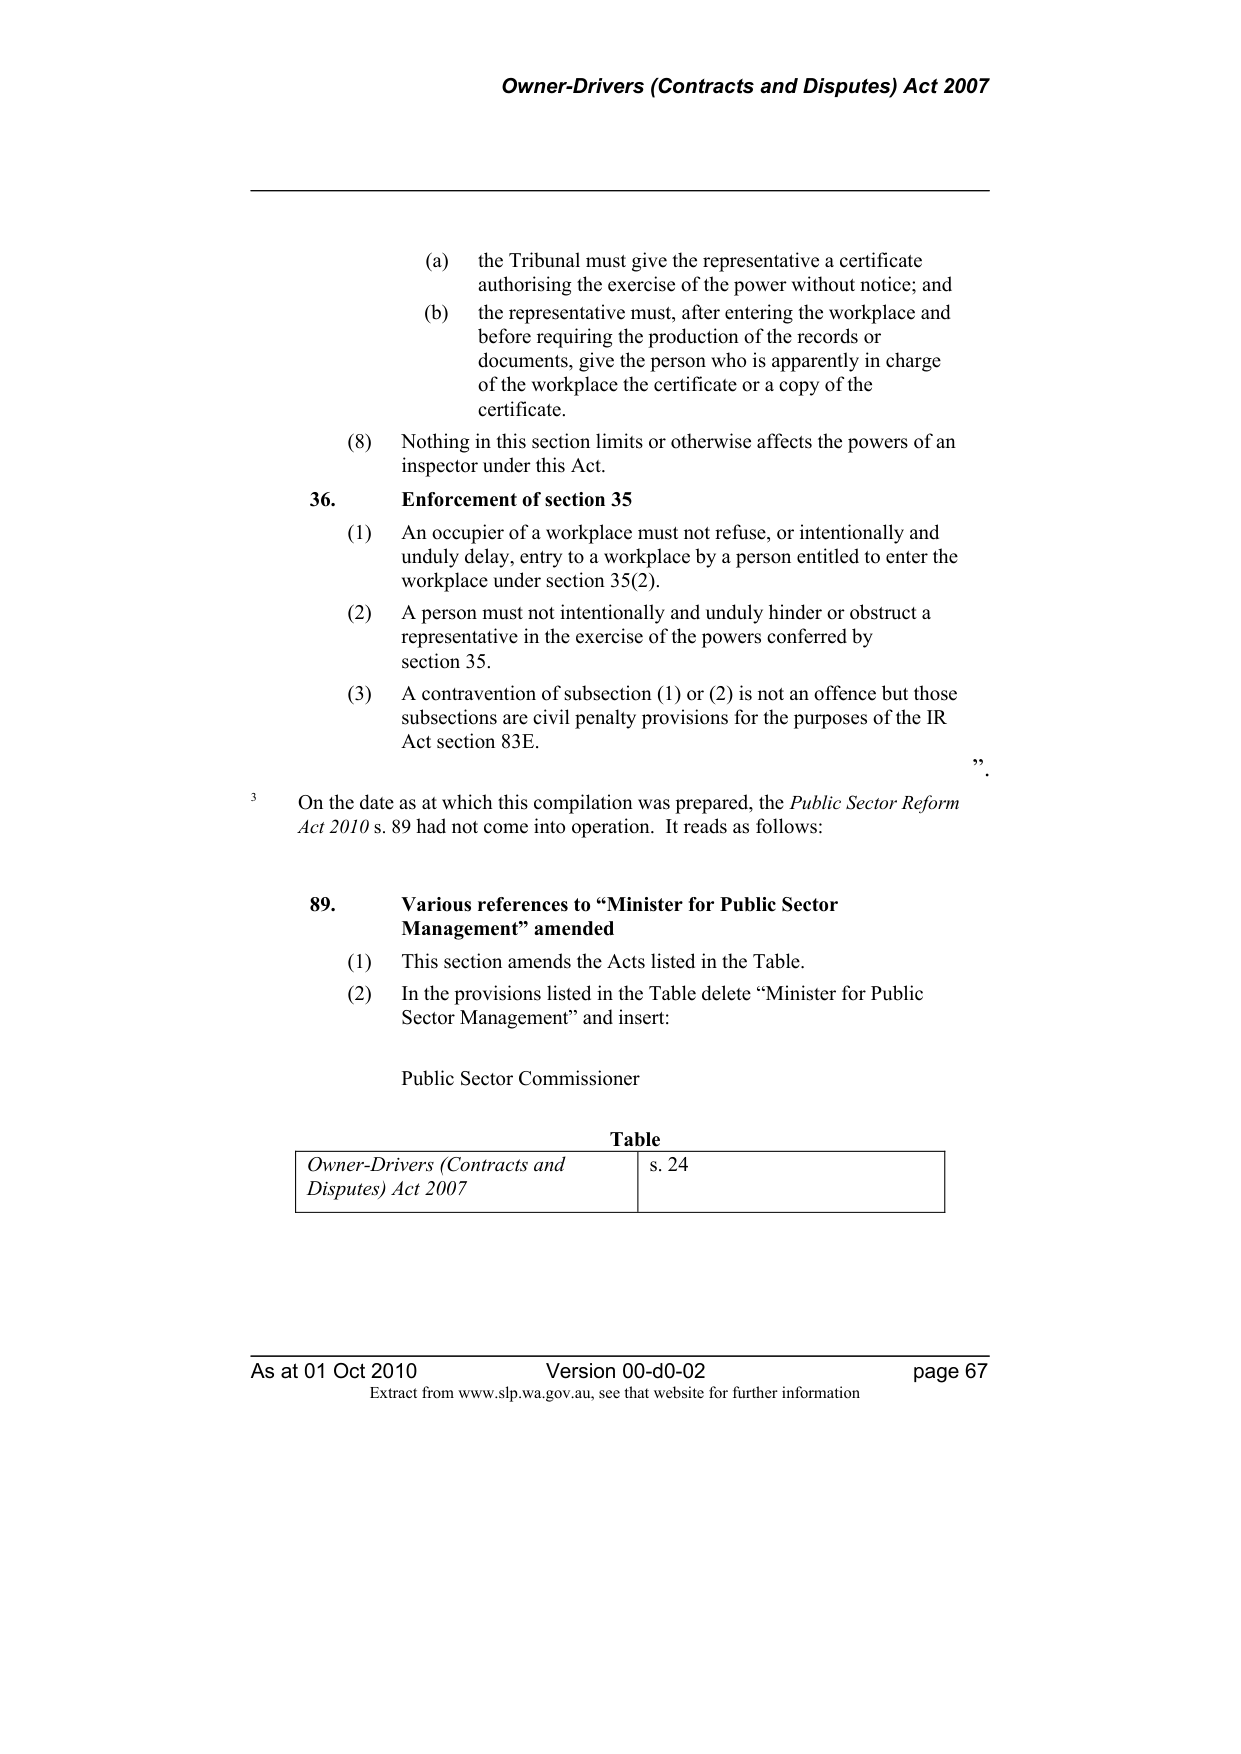 Owner-Drivers (Contracts and Disputes) Act 2007
(a) the Tribunal must give the representative a certificate
authorising the exercise of the power without notice; and
(b) the representative must, after entering the workplace and
before requiring the production of the records or
documents, give the person who is apparently in charge
of the workplace the certificate or a copy of the
certificate.
(8) Nothing in this section limits or otherwise affects the powers of an
inspector under this Act.
36. Enforcement of section 35
(1) An occupier of a workplace must not refuse, or intentionally and
unduly delay, entry to a workplace by a person entitled to enter the
workplace under section 35(2).
(2) A person must not intentionally and unduly hinder or obstruct a
representative in the exercise of the powers conferred by
section 35.
(3) A contravention of subsection (1) or (2) is not an offence but those
subsections are civil penalty provisions for the purposes of the IR
Act section 83E.
”.
3 On the date as at which this compilation was prepared, the Public Sector Reform
Act 2010 s. 89 had not come into operation. It reads as follows:
89. Various references to “Minister for Public Sector
Management” amended
(1) This section amends the Acts listed in the Table.
(2) In the provisions listed in the Table delete “Minister for Public
Sector Management” and insert:
Public Sector Commissioner
Table
Owner-Drivers (Contracts and s. 24
Disputes) Act 2007
As at 01 Oct 2010 Version 00-d0-02 page 67
Extract from www.slp.wa.gov.au, see that website for further information